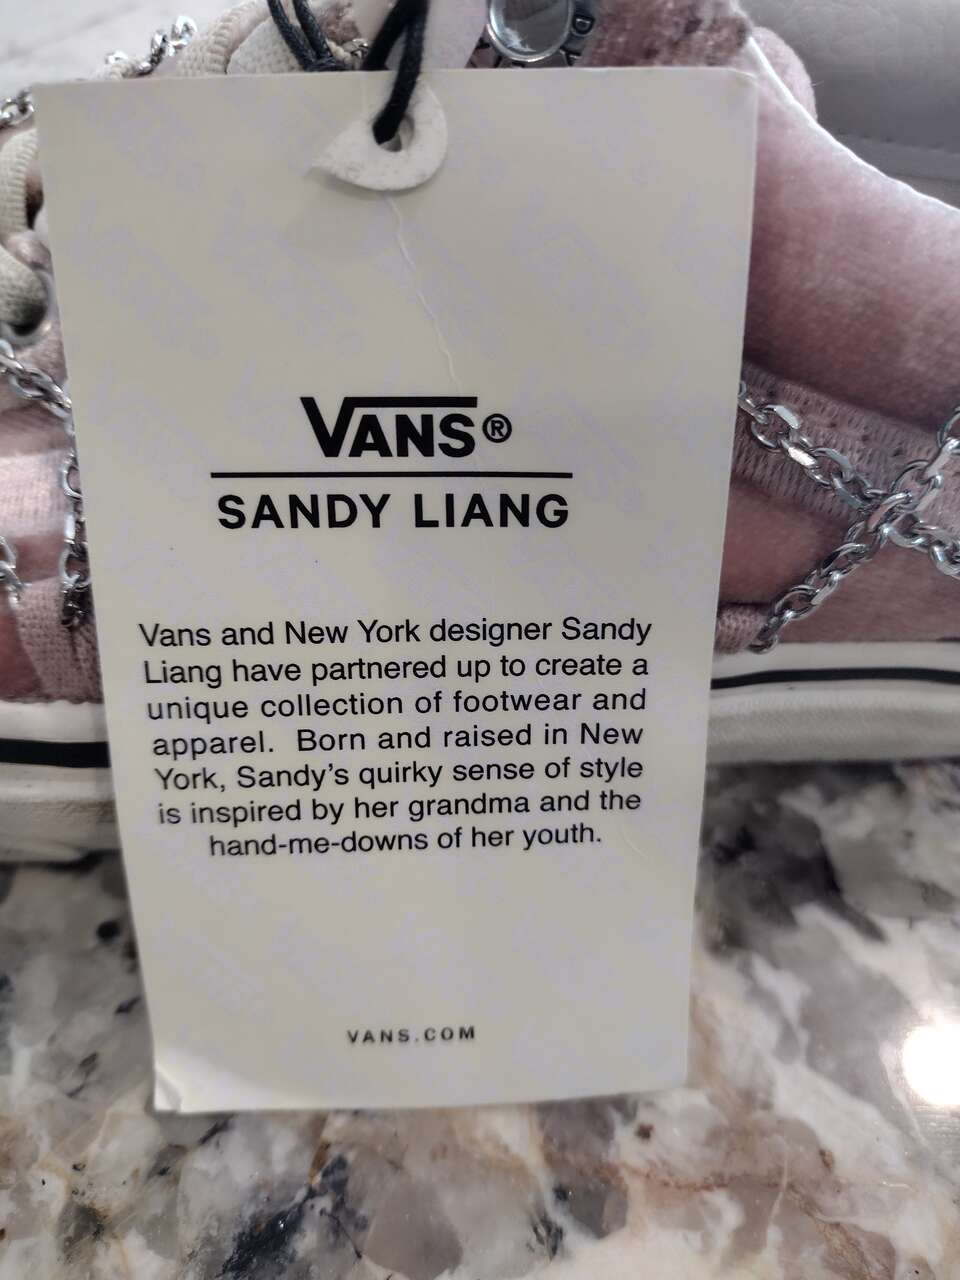 VANS®
SANDY LIANG
Vans and New York designer Sandy
Liang have partnered up to create a
unique collection of footwear and
apparel.  Born and raised in New
York, Sandy's quirky sense of style
is inspired by her grandma and the
hand-me-downs of her youth.
VANS.COM